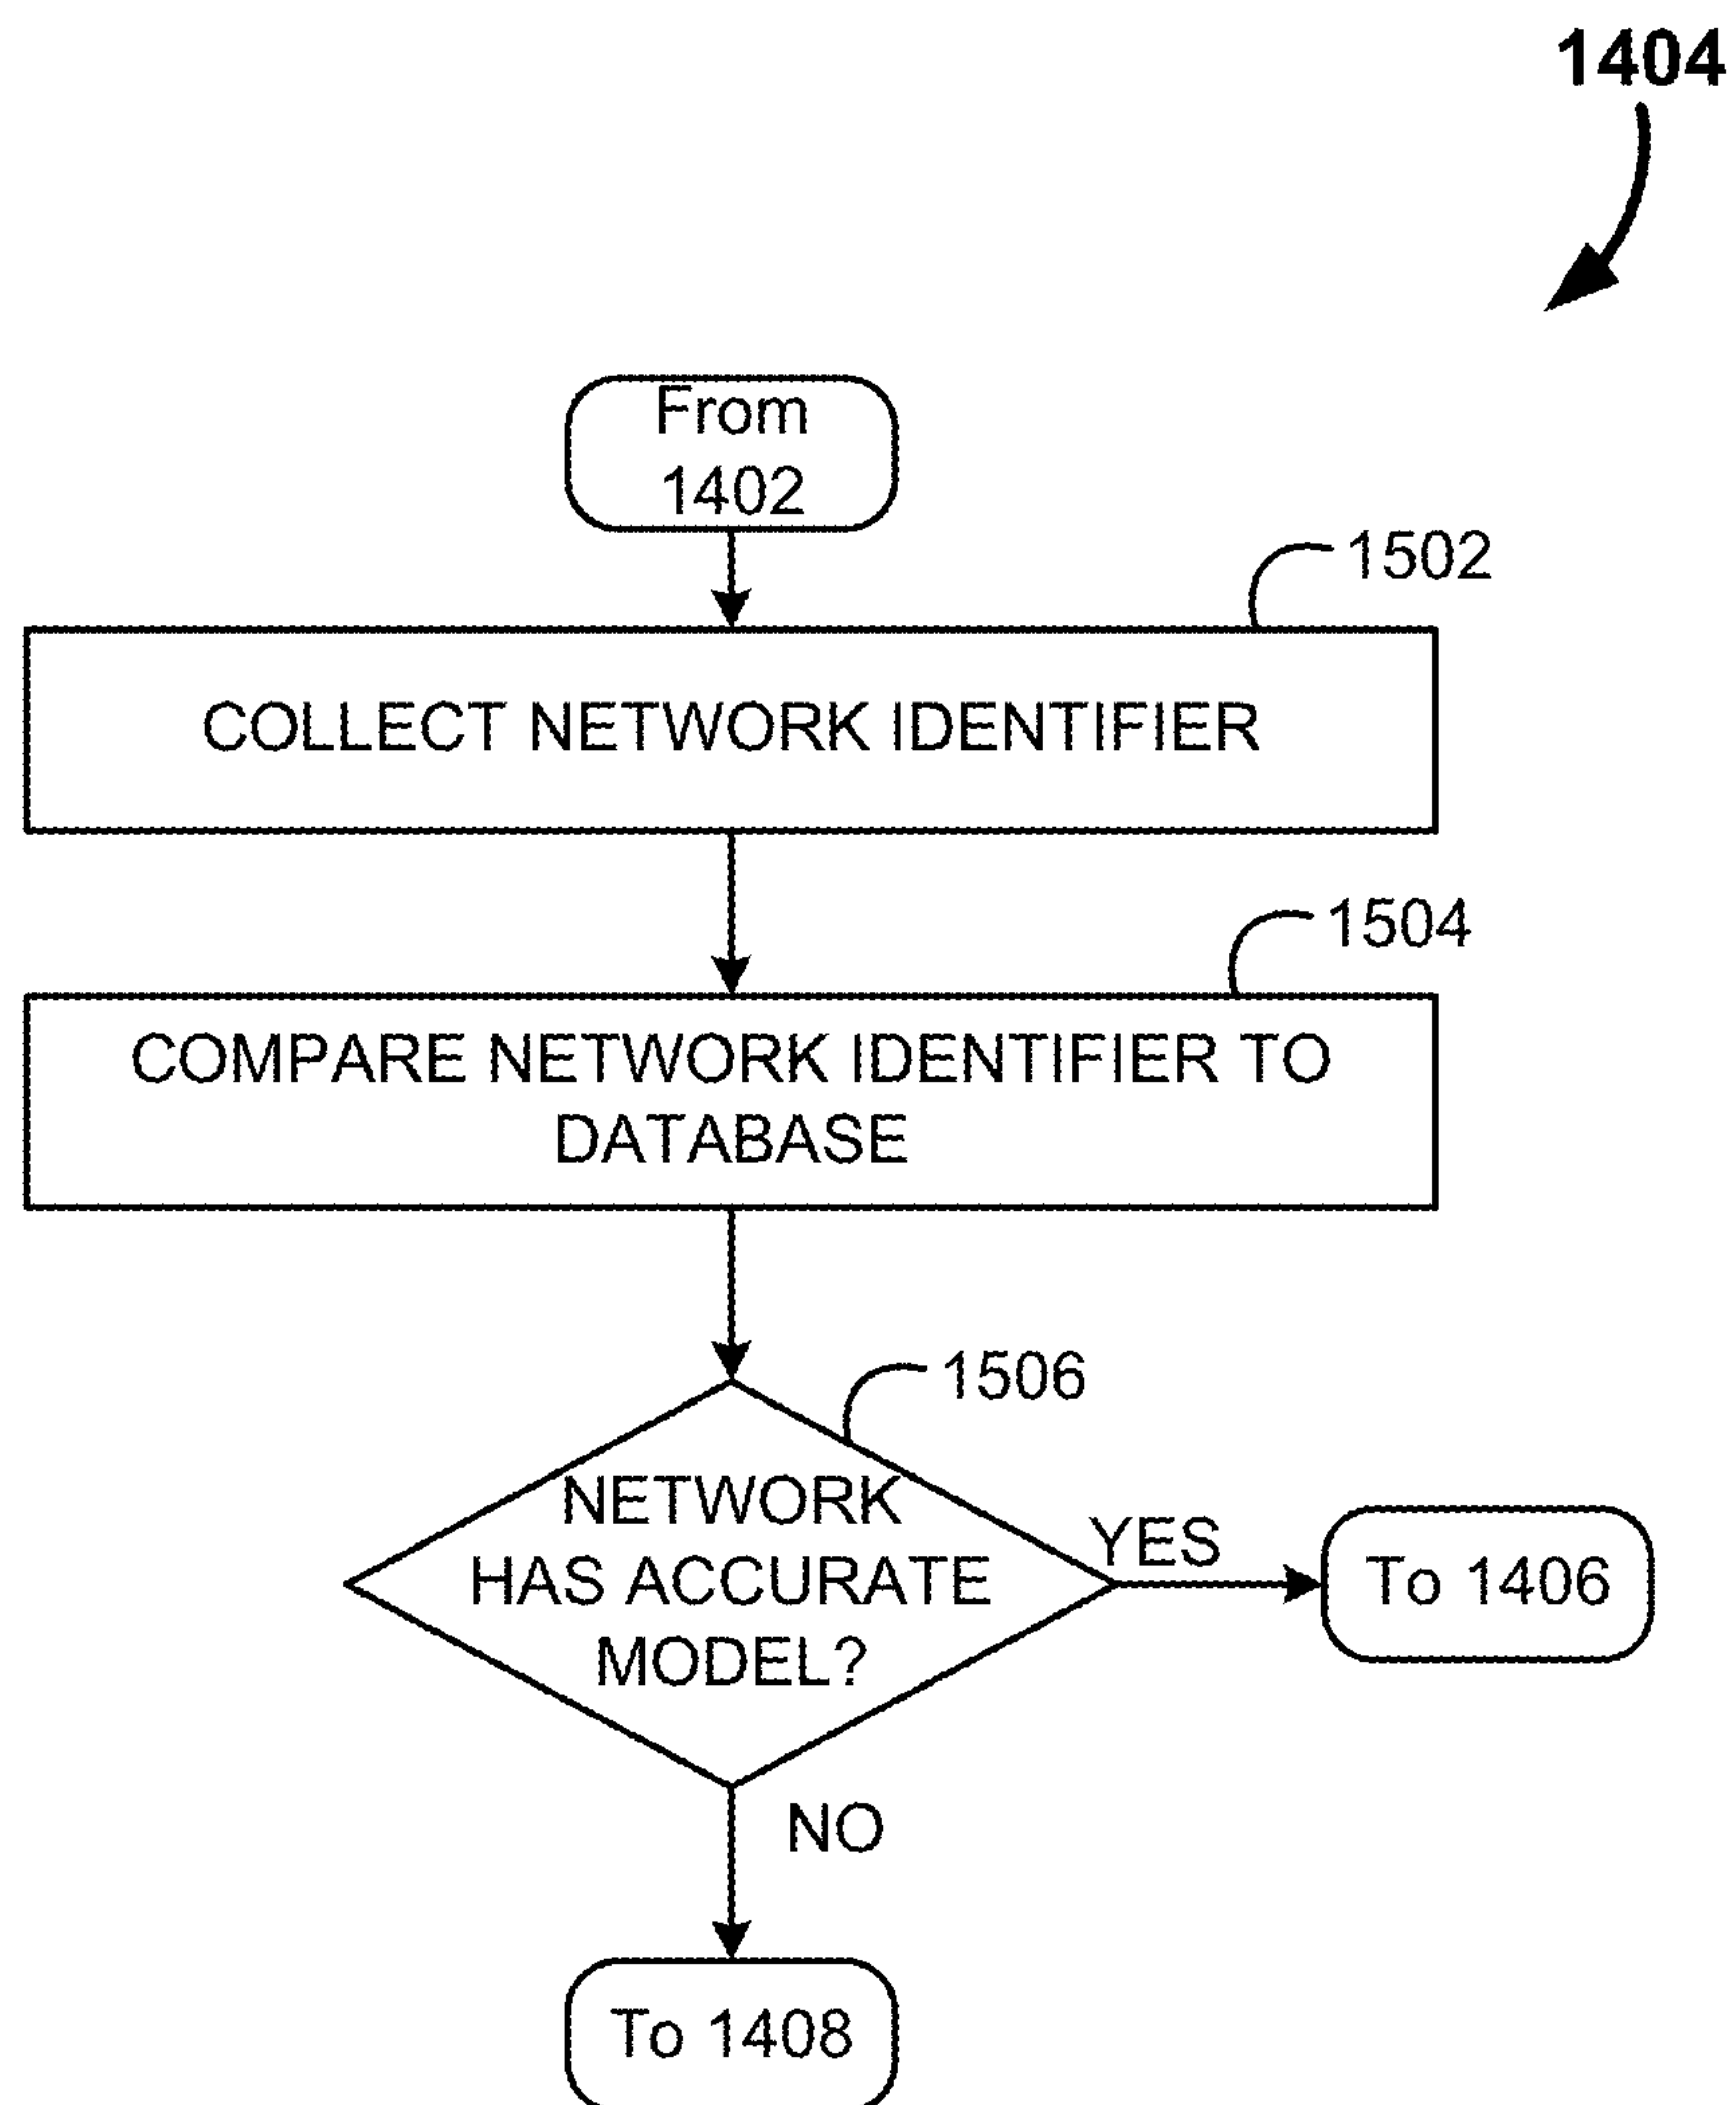 1404
From
1402
1502
COLLECT NETWORK IDENTIFIER
1504
COMPARE NETWORK IDENTIFIER TO
DATABASE
1506
NETWORK
HAS ACCURATE
MODEL?
YES
To 1406
NO
To 1408